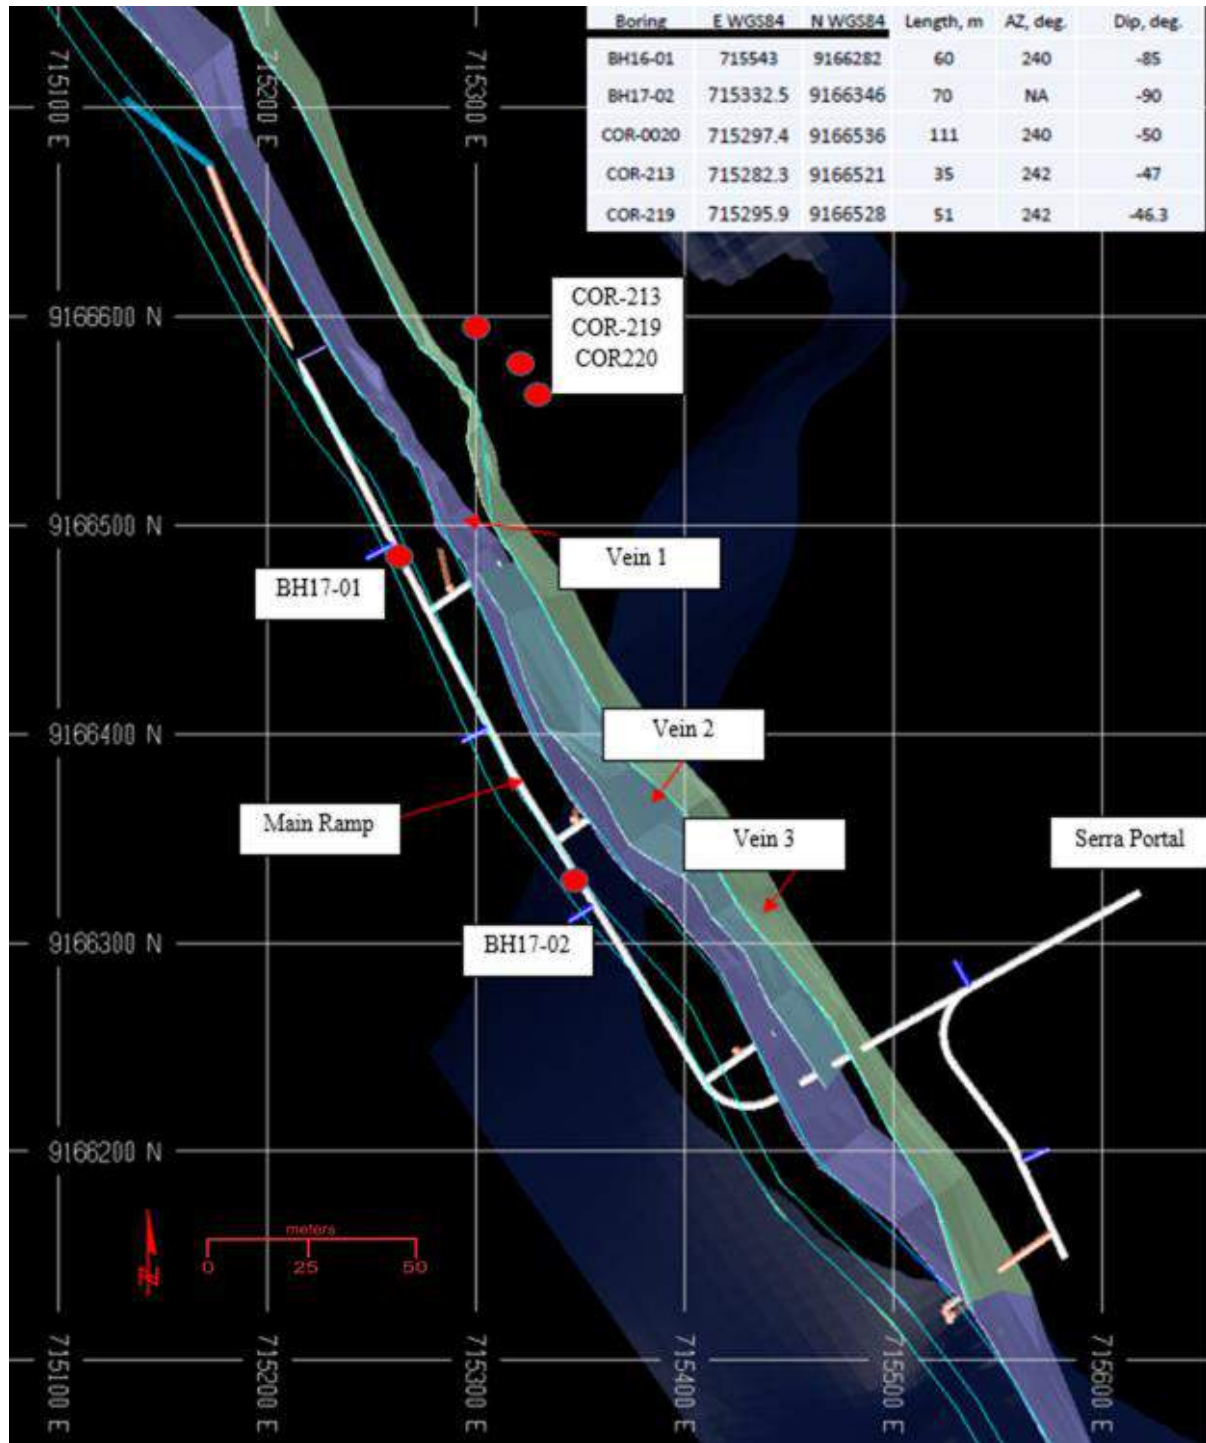 Boring E WGS84 N WGS84 Length, m AZ, deg. Dip, deg.
BH16-01 715543 9166282 60 240 -85
BH17-02 715332.5 9166346 70 NA -90
COR-0020 715297.4 9166536 111 240 -50
COR-213 715282.3 9166521 35 242 -47
COR-219 715295.9 9166528 51 242 -46.3
715100 E
715200 E
715300 E
COR-213
COR-219
COR220
9166600 N
9166500 N
Vein 1
BH17-01
9166400 N
Vein 2
Main Ramp
Vein 3
Serra Portal
9166300 N
BH17-02
9166200 N
meters
0 25 50
715100 E
715200 E
715300 E
715400 E
715500 E
715600 E